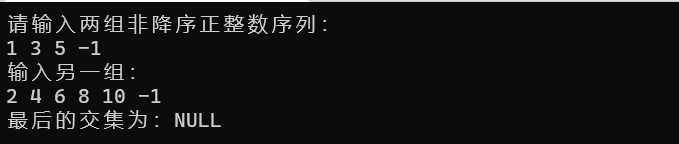 请输入两组非降序正整数序列：
1 3 5 -1
输入另一组：
2 4 6 8 10 -1
最后的交集为：NULL